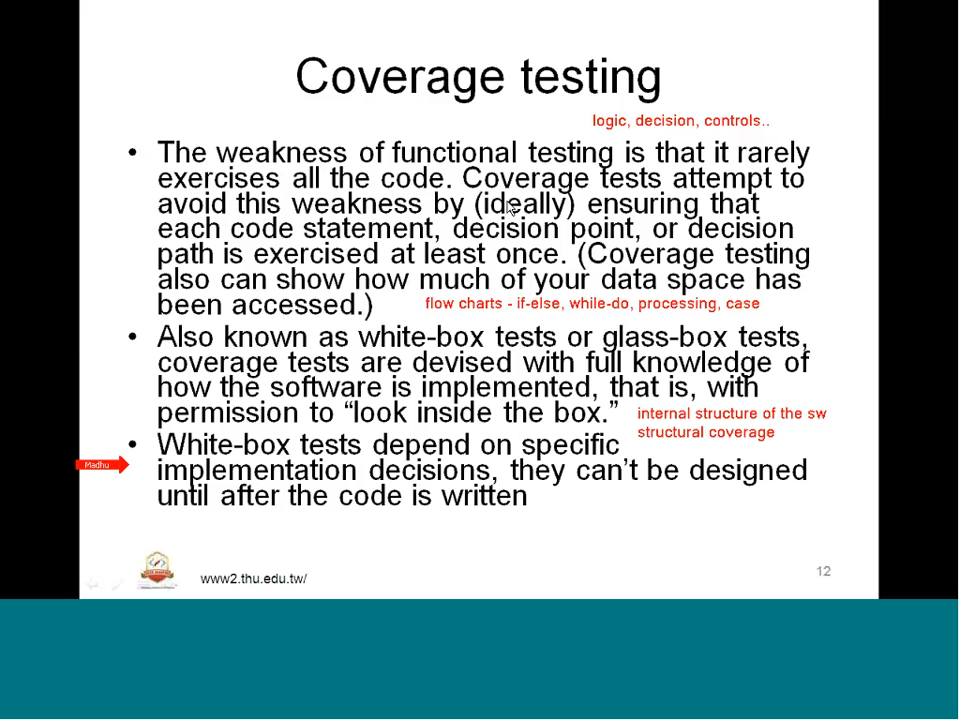 Coverage testing
logic, decision, controls..
• The weakness of functional testing is that it rarely
exercises all the code. Coverage tests attempt to
avoid this weakness by (ideally) ensuring that
each code statement, decision point, or decision
path is exercised at least once. (Coverage testing
also can show how much of your data space has
been accessed.)
flow charts - if-else, while-do, processing, case
• Also known as white-box tests or glass-box tests,
coverage tests are devised with full knowledge of
how the software is implemented, that is, with
permission to “look inside the box.”
internal structure of the sw
structural coverage
• White-box tests depend on specific
Madhu
implementation decisions, they can’t be designed
until after the code is written
www2.thu.edu.tw/
12